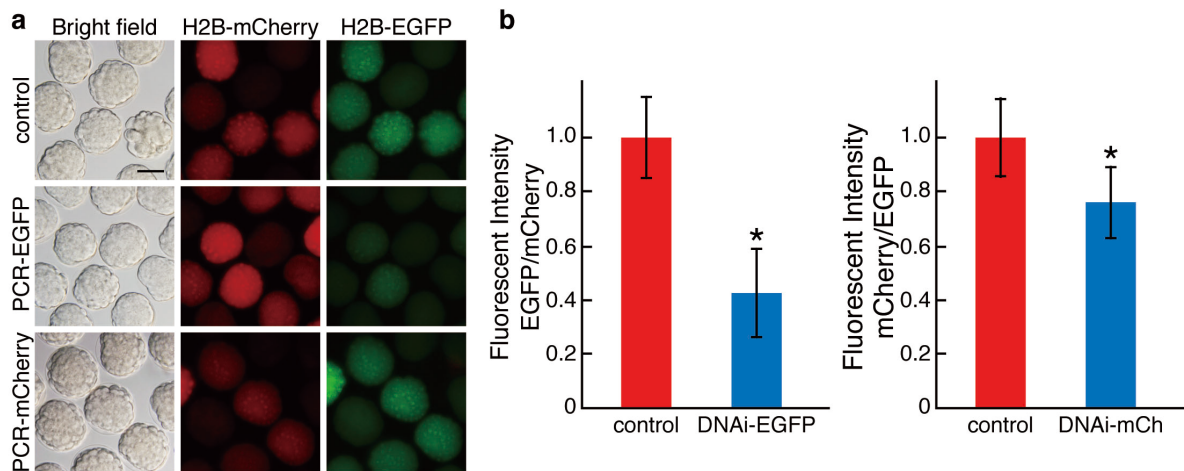 a
Bright field
H2B-mCherry
H2B-EGFP
control
PCR-EGFP
PCR-mCherry
b
Fluorescent Intensity
EGFP/mCherry
1.0
0.8
0.6
0.4
0.2
0
*
control
DNAi-EGFP
Fluorescent Intensity
mCherry/EGFP
1.0
0.8
0.6
0.4
0.2
0
*
control
DNAi-mCh